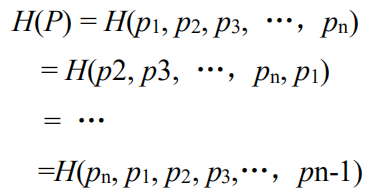 H(P) = H(p1, p2, p3, ⋯, pn)
= H(p2, p3, ⋯, pn, p1)
= ⋯
=H(pn, p1, p2, p3,⋯, pn-1)